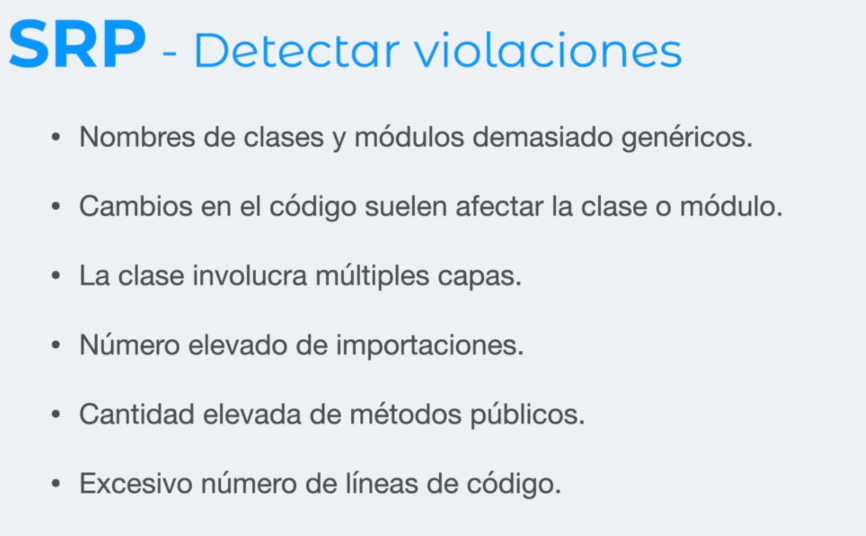 SRP - Detectar violaciones
• Nombres de clases y módulos demasiado genéricos.
• Cambios en el código suelen afectar la clase o módulo.
• La clase involucra múltiples capas.
• Número elevado de importaciones.
• Cantidad elevada de métodos públicos.
• Excesivo número de líneas de código.